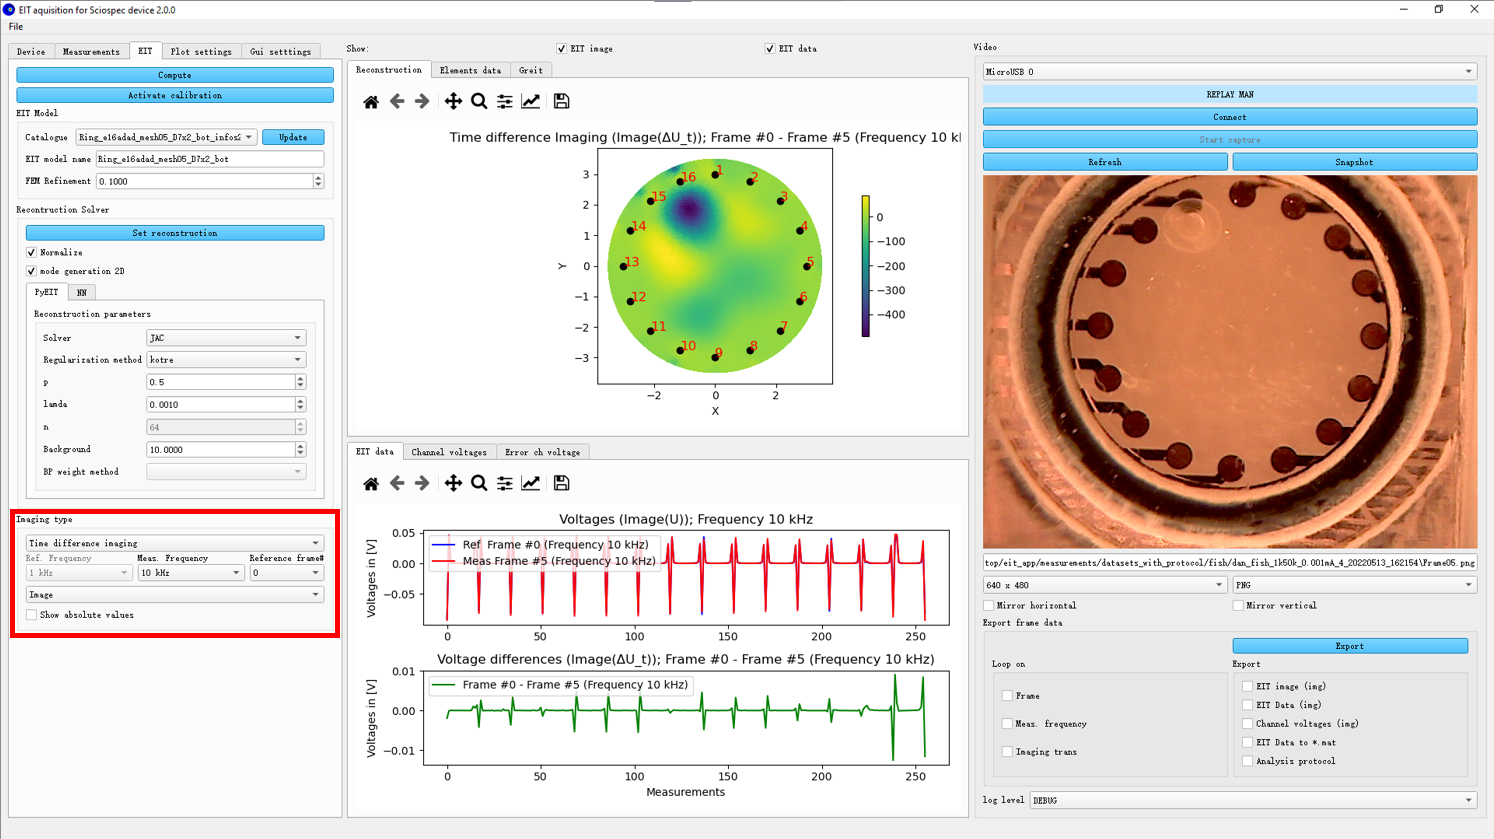 EIT aquisition for Sciospec device 2.0.0
File
Device Measurements EIT Plot settings Gui setttings
Compute
Activate calibration
EIT Model
Catalogue Ring_e16adad_mesh05_D7x2_bot_infos2 Update
EIT model name Ring_e16adad_mesh05_D7x2_bot
FEM Refinement 0.1000
Reconstruction Solver
Set reconstruction
Normalize
mode generation 2D
PyEIT NN
Reconstruction parameters
Solver JAC
Regularization method kotre
p 0.5
lamda 0.0010
n 64
Background 10.0000
BP weight method
Imaging type
Time difference imaging
Ref. Frequency Meas. Frequency Reference frame#
1 kHz 10 kHz 0
Image
Show absolute values
Show: EIT image EIT data
Reconstruction Elements data Greit
Time difference Imaging (Image(ΔU_t)); Frame #0 - Frame #5 (Frequency 10 kl
3
2
1
0
−1
−2
−3
Y
−2 0 2
X
1
2
3
4
5
6
7
8
9
10
11
12
13
14
15
16
0
−100
−200
−300
−400
EIT data Channel voltages Error ch voltage
Voltages (Image(U)); Frequency 10 kHz
Voltages in [V]
0.05
0.00
−0.05
Ref Frame #0 (Frequency 10 kHz)
Meas Frame #5 (Frequency 10 kHz)
0 50 100 150 200 250
Voltage differences (Image(ΔU_t)); Frame #0 - Frame #5 (Frequency 10 kHz)
Voltages in [V]
0.01
0.00
−0.01
Frame #0 - Frame #5 (Frequency 10 kHz)
0 50 100 150 200 250
Measurements
Video
MicroUSB 0
REPLAY MAN
Connect
Start capture
Refresh Snapshot
top/eit_app/measurements/datasets_with_protocol/fish/dan_fish_1k50k_0.001mA_4_20220513_162154\Frame05.png
640 x 480 PNG
Mirror horizontal Mirror vertical
Export frame data
Export
Loop on
Frame
Meas. frequency
Imaging trans
Export
EIT image (img)
EIT Data (img)
Channel voltages (img)
EIT Data to *.mat
Analysis protocol
log level DEBUG